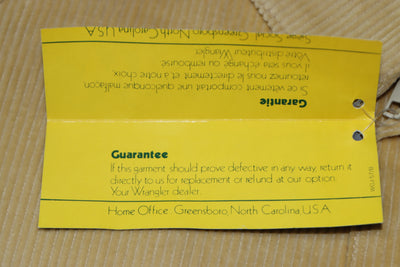 Siège Social Greensboro, North Carolina, U.S.A.
Votre distributeur Wrangler
il vous sera échangé ou remboursé
retournez nous le directement et a notre choix
Si ce vêtement comportait une quelconque malfaçon
Garantie
Guarantee
If this garment should prove defective in any way, return it
directly to us for replacement or refund at our option.
Your Wrangler dealer.
Home Office Greensboro, North Carolina, U.S.A.